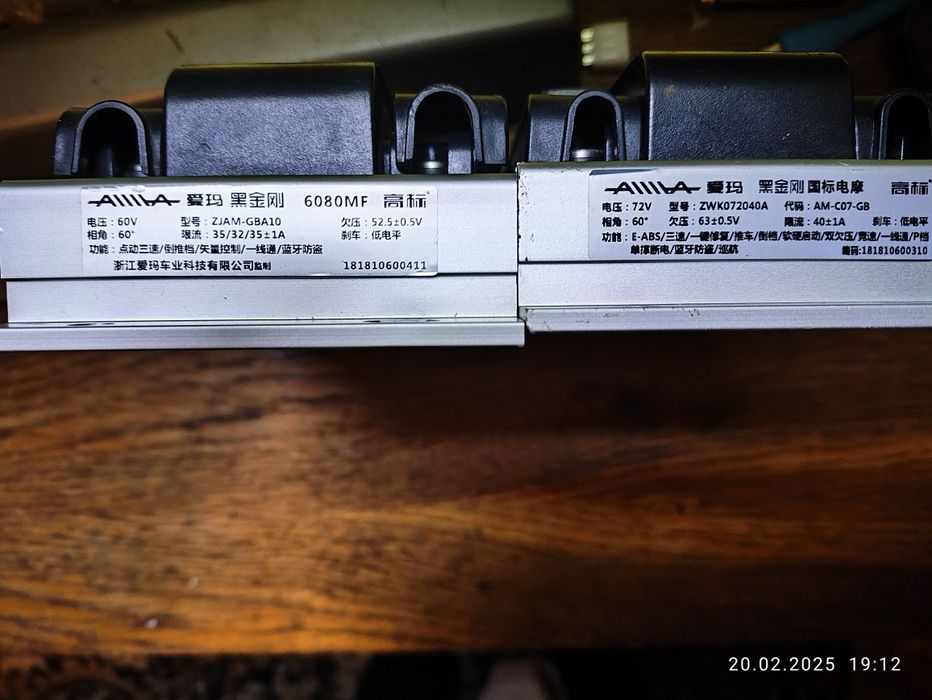 AIMA 爱玛 黑金刚 6080MF 高标
电压：60V 型号：ZJAM-GBA10 欠压：52.5±0.5V
相角：60° 限流：35/32/35±1A 刹车：低电平
功能：点动三速/倒推档/矢量控制/一线通/蓝牙防盗
浙江爱玛车业科技有限公司监制 181810600411
AIMA 爱玛 黑金刚 国标电摩 高标
电压：72V 型号：ZWK072040A 代码：AM-C07-GB
相角：60° 欠压：63±0.5V 限流：40±1A 刹车：低电平
功能：E-ABS/三速/一键修复/推车/倒档/软硬启动/双欠压/竞速/一线通/P档
单撑断电/蓝牙防盗/巡航 编码:181810600310
20.02.2025 19:12